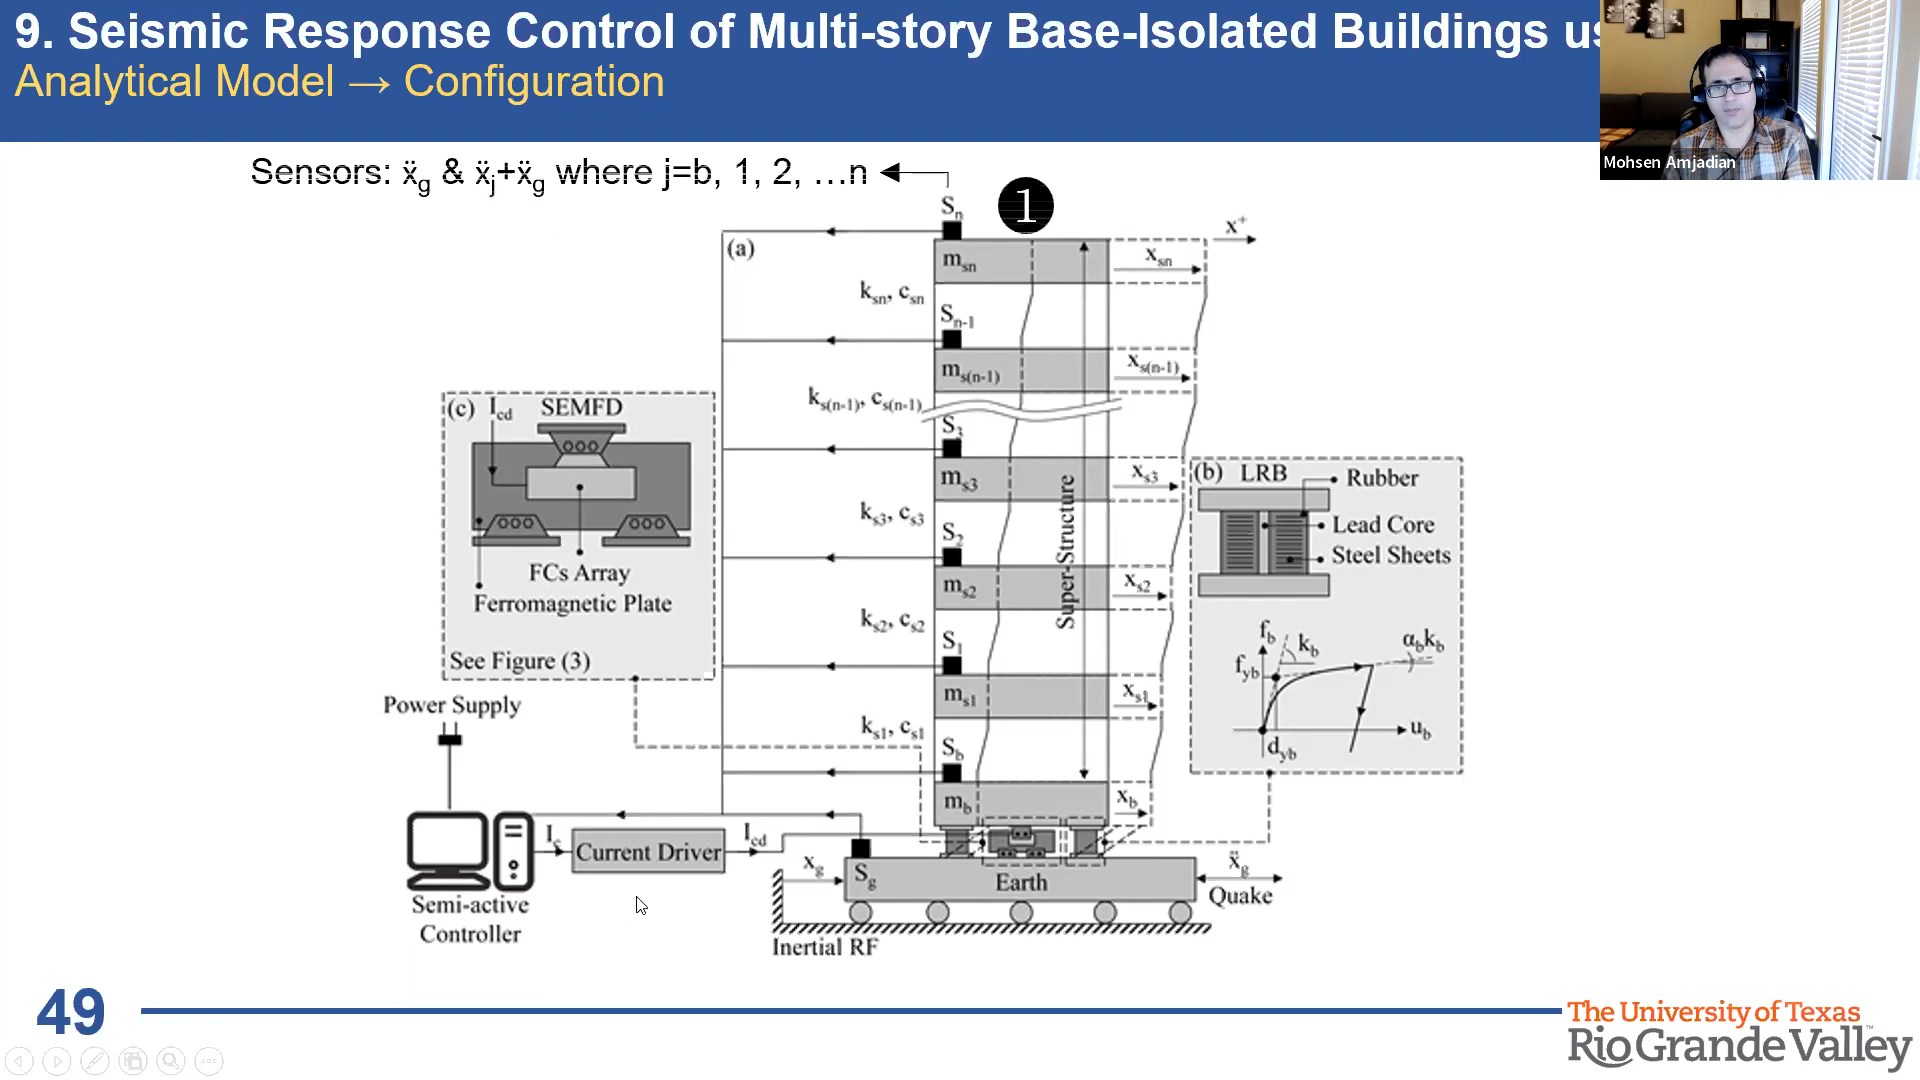 9. Seismic Response Control of Multi-story Base-Isolated Buildings us
Analytical Model → Configuration
Mohsen Amjadian
Sensors: ẍg & ẍj+ẍg where j=b, 1, 2, …n
1
Sn
x+
(a)
msn
xsn
ksn, csn
Sn-1
ms(n-1)
xs(n-1)
ks(n-1), cs(n-1)
S3
ms3
xs3
ks3, cs3
S2
ms2
xs2
ks2, cs2
S1
ms1
xs1
ks1, cs1
Sb
mb
xb
Super-Structure
(c) Icd SEMFD
FCs Array
Ferromagnetic Plate
See Figure (3)
(b) LRB
Rubber
Lead Core
Steel Sheets
fb
kb
αbkb
fyb
ub
dyb
Power Supply
Ic
Current Driver
Icd
Semi-active
Controller
xg
Sg
Earth
ẍg
Quake
Inertial RF
49
The University of Texas
RioGrande Valley